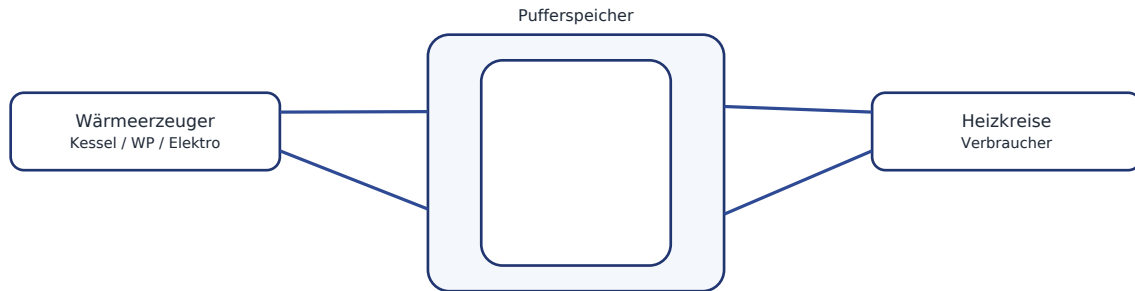 Pufferspeicher
Wärmeerzeuger
Kessel / WP / Elektro
Heizkreise
Verbraucher